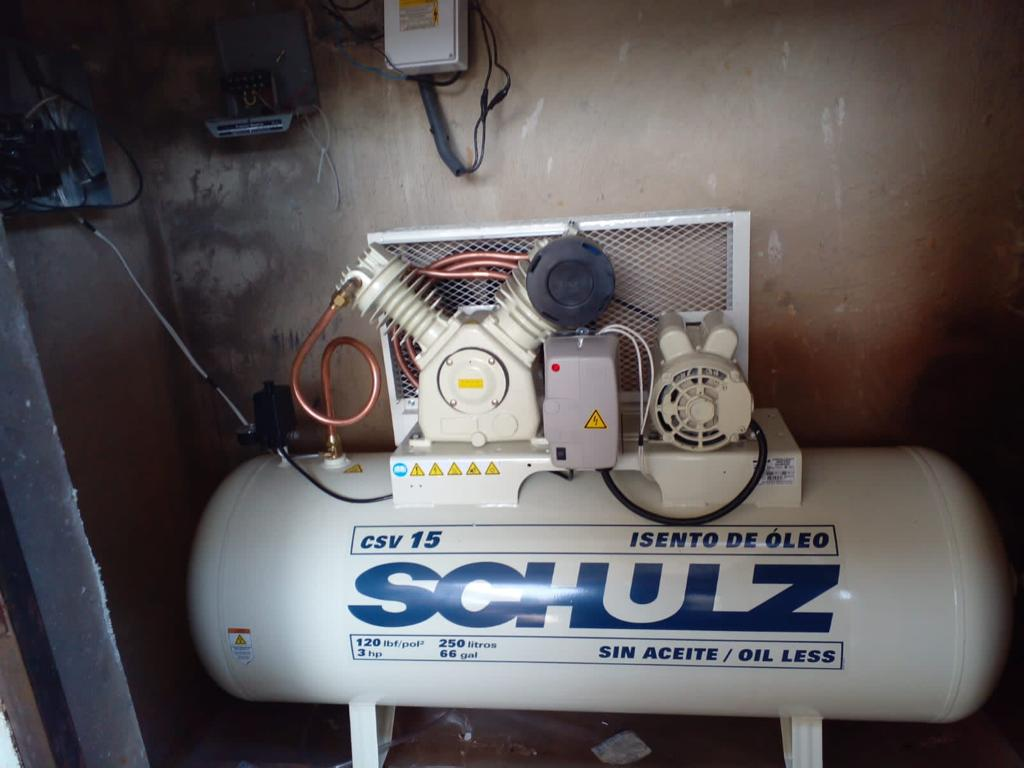 CSV 15
ISENTO DE ÓLEO
SCHULZ
120 lbf/pol² 250 litros
3 hp 66 gal
SIN ACEITE / OIL LESS